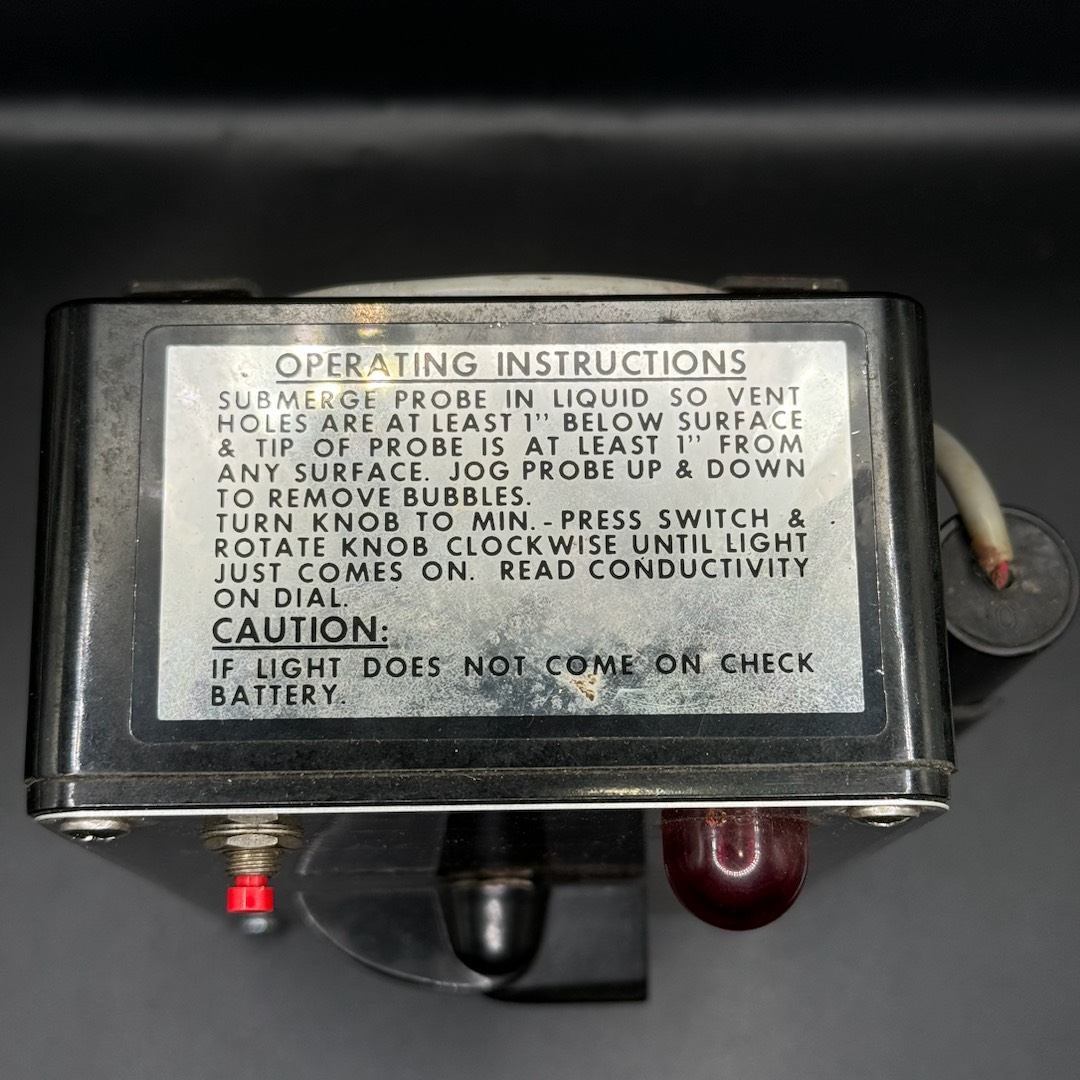 OPERATING INSTRUCTIONS
SUBMERGE PROBE IN LIQUID SO VENT
HOLES ARE AT LEAST 1" BELOW SURFACE
& TIP OF PROBE IS AT LEAST 1" FROM
ANY SURFACE. JOG PROBE UP & DOWN
TO REMOVE BUBBLES.
TURN KNOB TO MIN.-PRESS SWITCH &
ROTATE KNOB CLOCKWISE UNTIL LIGHT
JUST COMES ON. READ CONDUCTIVITY
ON DIAL.
CAUTION:
IF LIGHT DOES NOT COME ON CHECK
BATTERY.